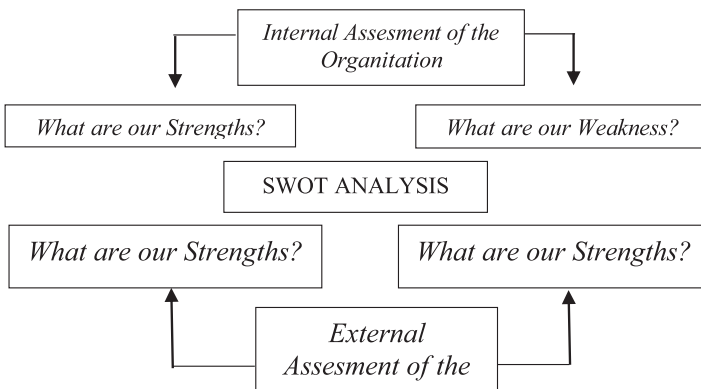 Internal Assesment of the
Organitation
What are our Strengths?
What are our Weakness?
SWOT ANALYSIS
What are our Strengths?
What are our Strengths?
External
Assesment of the